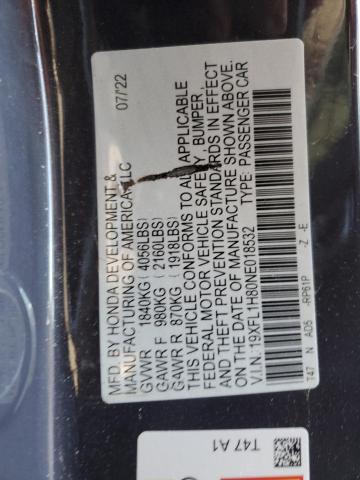 MFD. BY HONDA DEVELOPMENT & 07/'22
MANUFACTURING OF AMERICA, LLC
GVWR 1840KG (4056LBS)
GAWR F 980KG (2160LBS)
GAWR R 870KG (1918LBS)
THIS VEHICLE CONFORMS TO ALL APPLICABLE
FEDERAL MOTOR VEHICLE SAFETY, BUMPER,
AND THEFT PREVENTION STANDARDS IN EFFECT
ON THE DATE OF MANUFACTURE SHOWN ABOVE.
V.I.N.:19XFL1H80NE018532 TYPE: PASSENGER CAR
T47 N A05 -RP61P -Z -E
T47 A1